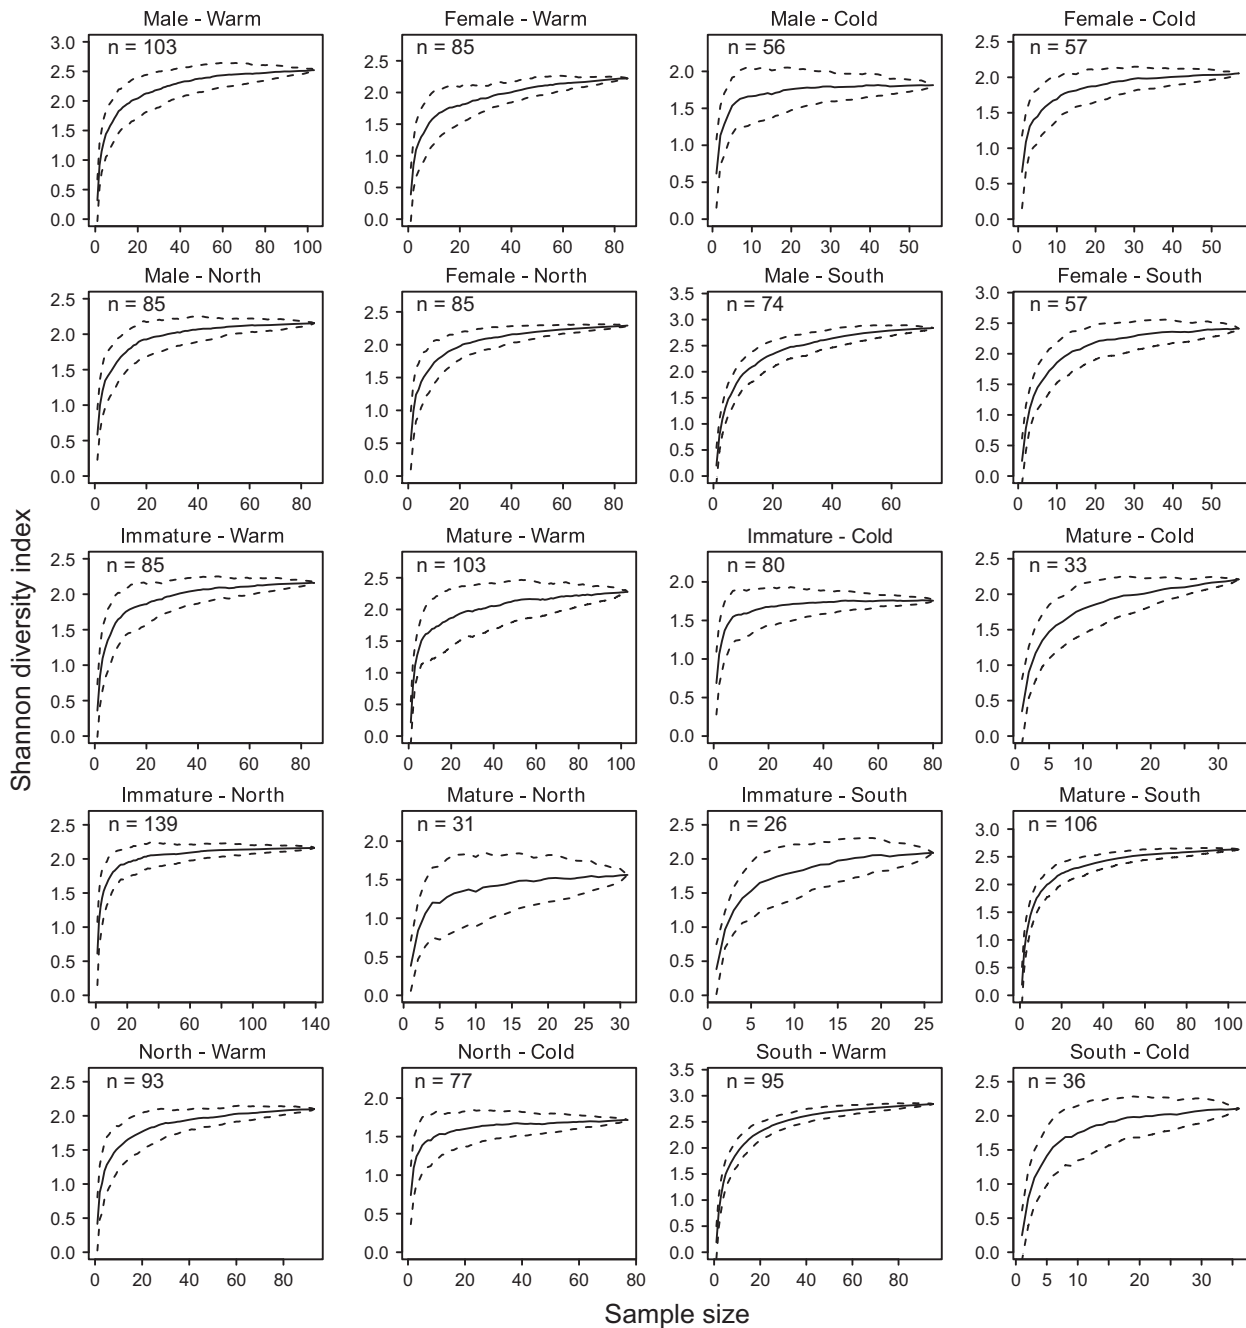 Male - Warm Female - Warm Male - Cold Female - Cold
n = 103 n = 85 n = 56 n = 57
3.0 2.5 2.0 1.5 1.0 0.5 0.0
0 20 40 60 80 100
2.5 2.0 1.5 1.0 0.5 0.0
0 20 40 60 80
2.0 1.5 1.0 0.5 0.0
0 10 20 30 40 50
2.5 2.0 1.5 1.0 0.5 0.0
0 10 20 30 40 50
Male - North Female - North Male - South Female - South
n = 85 n = 85 n = 74 n = 57
2.5 2.0 1.5 1.0 0.5 0.0
0 20 40 60 80
2.5 2.0 1.5 1.0 0.5 0.0
0 20 40 60 80
3.5 3.0 2.5 2.0 1.5 1.0 0.5 0.0
0 20 40 60
3.0 2.5 2.0 1.5 1.0 0.5 0.0
0 10 20 30 40 50
Shannon diversity index
Immature - Warm Mature - Warm Immature - Cold Mature - Cold
n = 85 n = 103 n = 80 n = 33
2.5 2.0 1.5 1.0 0.5 0.0
0 20 40 60 80
2.5 2.0 1.5 1.0 0.5 0.0
0 20 40 60 80 100
2.0 1.5 1.0 0.5 0.0
0 20 40 60 80
2.5 2.0 1.5 1.0 0.5 0.0
0 5 10 20 30
Immature - North Mature - North Immature - South Mature - South
n = 139 n = 31 n = 26 n = 106
2.5 2.0 1.5 1.0 0.5 0.0
0 20 60 100 140
2.0 1.5 1.0 0.5 0.0
0 5 10 15 20 25 30
2.5 2.0 1.5 1.0 0.5 0.0
0 5 10 15 20 25
3.0 2.5 2.0 1.5 1.0 0.5 0.0
0 20 40 60 80 100
North - Warm North - Cold South - Warm South - Cold
n = 93 n = 77 n = 95 n = 36
2.5 2.0 1.5 1.0 0.5 0.0
0 20 40 60 80
2.0 1.5 1.0 0.5 0.0
0 20 40 60 80
3.5 3.0 2.5 2.0 1.5 1.0 0.5 0.0
0 20 40 60 80
2.5 2.0 1.5 1.0 0.5 0.0
0 5 10 20 30
Sample size